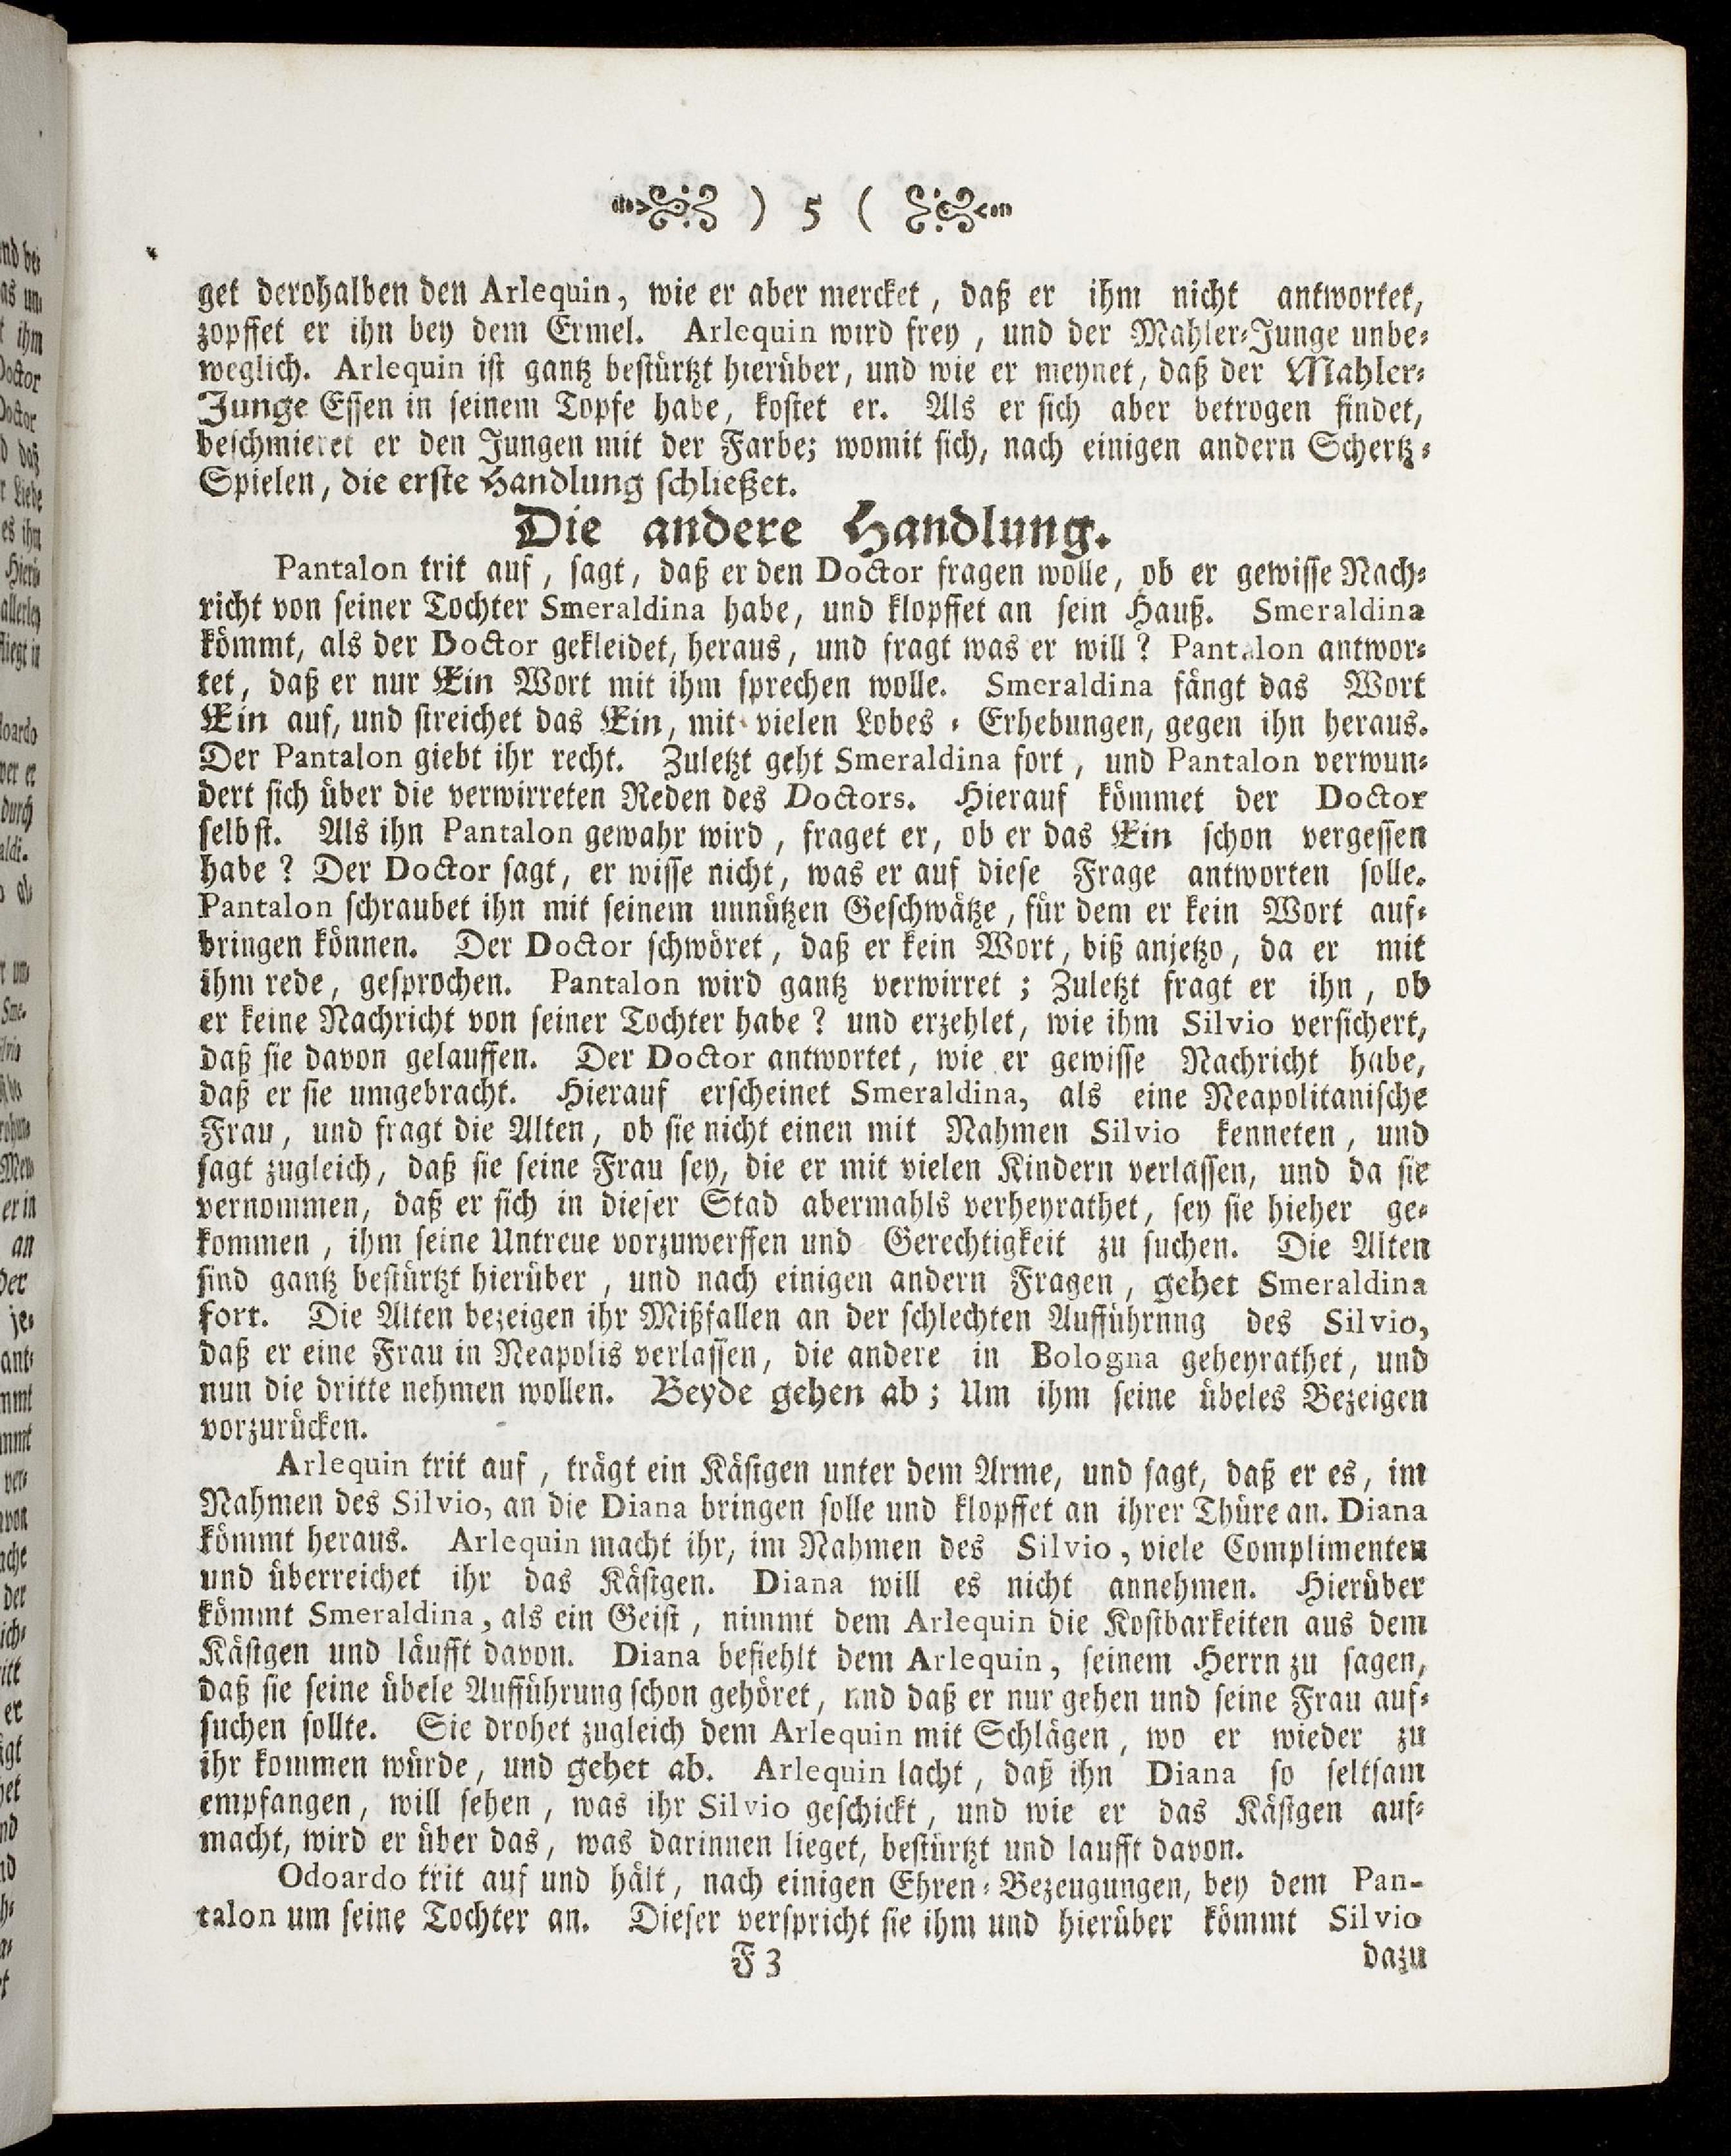 ) 5 (
get derohalben den Arlequin, wie er aber mercket, daß er ihm nicht antwortet,
zopffet er ihn bey dem Ermel. Arlequin wird frey, und der Mahler-Junge unbe-
weglich. Arlequin ist gantz bestürtzt hierüber, und wie er meynet, daß der Mahler-
Junge Essen in seinem Topfe habe, kostet er. Als er sich aber betrogen findet,
beschmieret er den Jungen mit der Farbe; womit sich, nach einigen andern Schertz-
Spielen, die erste Handlung schließet.
Die andere Handlung.
Pantalon trit auf, sagt, daß er den Doctor fragen wolle, ob er gewisse Nach-
richt von seiner Tochter Smeraldina habe, und klopffet an sein Hauß. Smeraldina
kömmt, als der Doctor gekleidet, heraus, und fragt was er will? Pantalon antwor-
tet, daß er nur Ein Wort mit ihm sprechen wolle. Smeraldina fängt das Wort
Ein auf, und streichet das Ein, mit vielen Lobes-Erhebungen, gegen ihn heraus.
Der Pantalon giebt ihr recht. Zuletzt geht Smeraldina fort, und Pantalon verwun-
dert sich über die verwirreten Reden des Doctors. Hierauf kömmet der Doctor
selbst. Als ihn Pantalon gewahr wird, fraget er, ob er das Ein schon vergessen
habe? Der Doctor sagt, er wisse nicht, was er auf diese Frage antworten solle.
Pantalon schraubet ihn mit seinem unnützen Geschwätze, für dem er kein Wort auf-
bringen können. Der Doctor schwöret, daß er kein Wort, biß anjetzo, da er mit
ihm rede, gesprochen. Pantalon wird gantz verwirret; Zuletzt fragt er ihn, ob
er keine Nachricht von seiner Tochter habe? und erzehlet, wie ihm Silvio versichert,
daß sie davon gelauffen. Der Doctor antwortet, wie er gewisse Nachricht habe,
daß er sie umgebracht. Hierauf erscheinet Smeraldina, als eine Neapolitanische
Frau, und fragt die Alten, ob sie nicht einen mit Nahmen Silvio kenneten, und
sagt zugleich, daß sie seine Frau sey, die er mit vielen Kindern verlassen, und da sie
vernommen, daß er sich in dieser Stad abermahls verheyrathet, sey sie hieher ge-
kommen, ihm seine Untreue vorzuwerffen und Gerechtigkeit zu suchen. Die Alten
sind gantz bestürtzt hierüber, und nach einigen andern Fragen, gehet Smeraldina
fort. Die Alten bezeigen ihr Mißfallen an der schlechten Aufführnng des Silvio,
daß er eine Frau in Neapolis verlassen, die andere in Bologna geheyrathet, und
nun die dritte nehmen wollen. Beyde gehen ab; Um ihm seine übeles Bezeigen
vorzurücken.
Arlequin trit auf, trägt ein Kästgen unter dem Arme, und sagt, daß er es, im
Nahmen des Silvio, an die Diana bringen solle und klopffet an ihrer Thüre an. Diana
kömmt heraus. Arlequin macht ihr, im Nahmen des Silvio, viele Complimenten
und überreichet ihr das Kästgen. Diana will es nicht annehmen. Hierüber
kömmt Smeraldina, als ein Geist, nimmt dem Arlequin die Kostbarkeiten aus dem
Kästgen und läufft davon. Diana befiehlt dem Arlequin, seinem Herrn zu sagen,
daß sie seine übele Aufführung schon gehöret, und daß er nur gehen und seine Frau auf-
suchen sollte. Sie drohet zugleich dem Arlequin mit Schlägen, wo er wieder zu
ihr kommen würde, und gehet ab. Arlequin lacht, daß ihn Diana so seltsam
empfangen, will sehen, was ihr Silvio geschickt, und wie er das Kästgen auf-
macht, wird er über das, was darinnen lieget, bestürtzt und laufft davon.
Odoardo trit auf und hält, nach einigen Ehren-Bezeugungen, bey dem Pan-
talon um seine Tochter an. Dieser verspricht sie ihm und hierüber kömmt Silvio
F 3
dazu